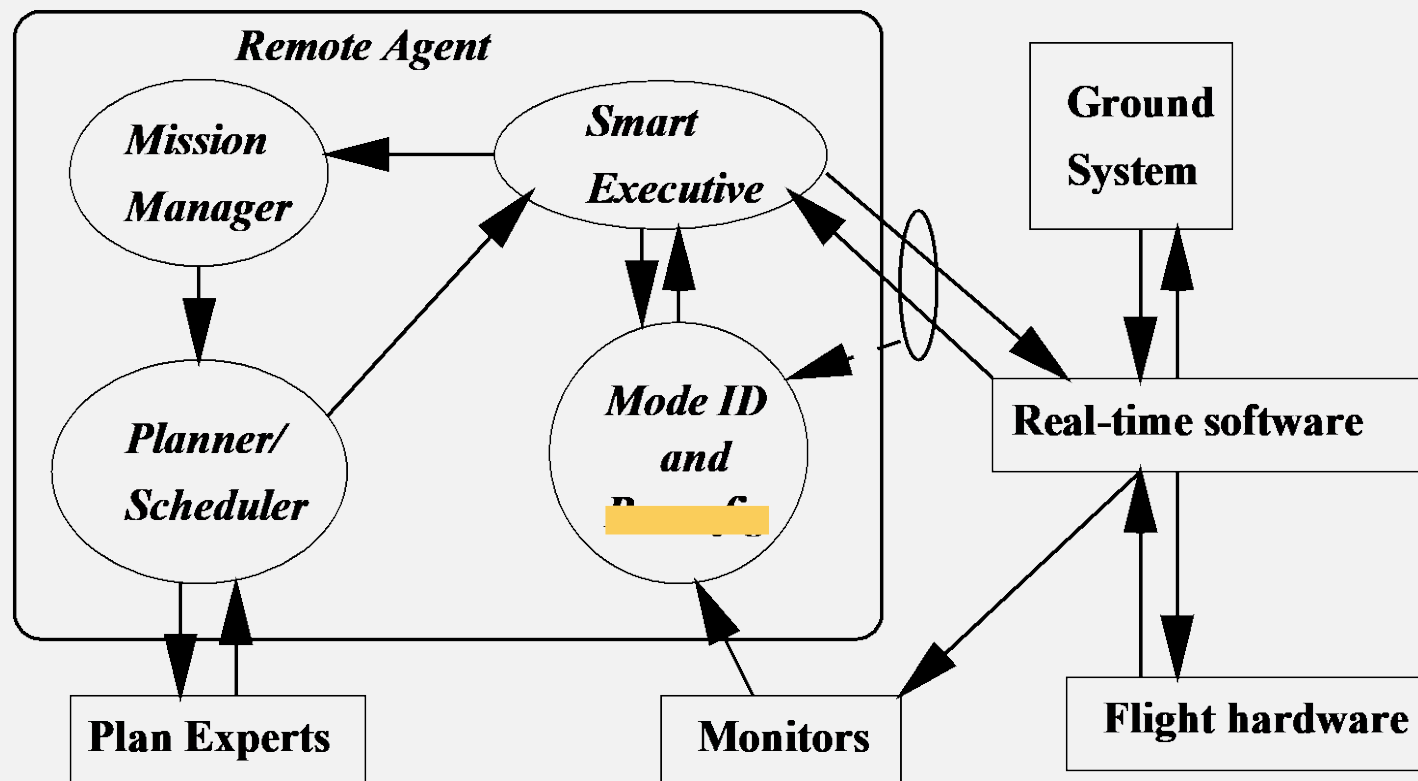 Remote Agent
Mission
Manager
Smart
Executive
Ground
System
Planner/
Scheduler
Mode ID
and
Real-time software
Plan Experts
Monitors
Flight hardware